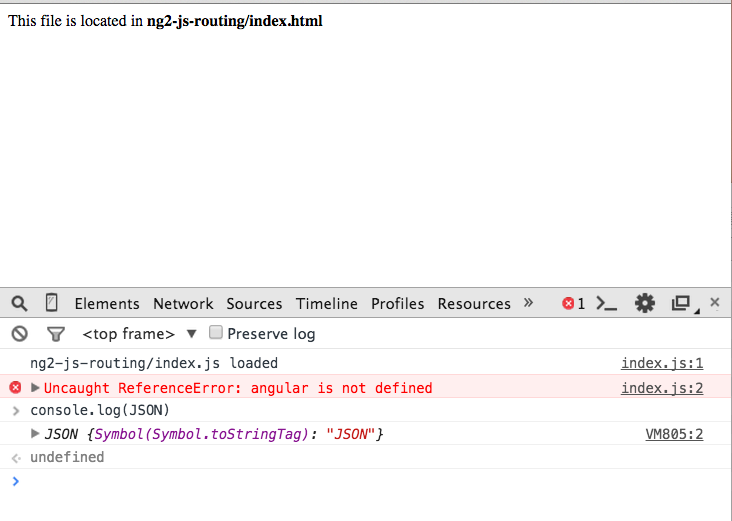 This file is located in ng2-js-routing/index.html
Elements Network Sources Timeline Profiles Resources » 1
<top frame> ▼ Preserve log
ng2-js-routing/index.js loaded index.js:1
Uncaught ReferenceError: angular is not defined index.js:2
console.log(JSON)
JSON {Symbol(Symbol.toStringTag): "JSON"} VM805:2
undefined